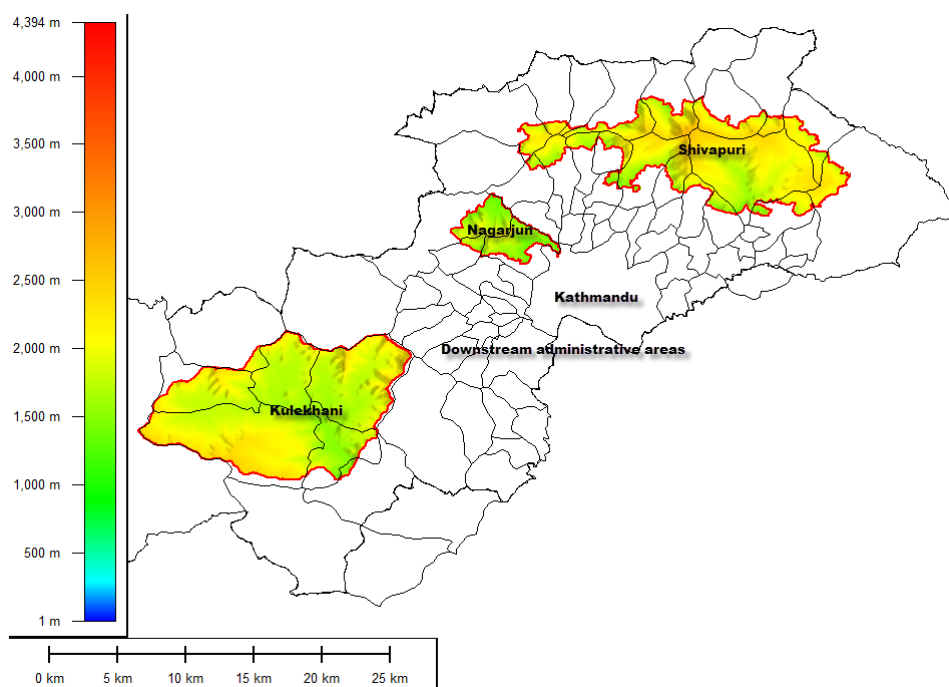 4,394 m
4,000 m
3,500 m
3,000 m
2,500 m
2,000 m
1,500 m
1,000 m
500 m
1 m
Shivapuri
Nagarjun
Kathmandu
Downstream administrative areas
Kulekhani
0 km 5 km 10 km 15 km 20 km 25 km